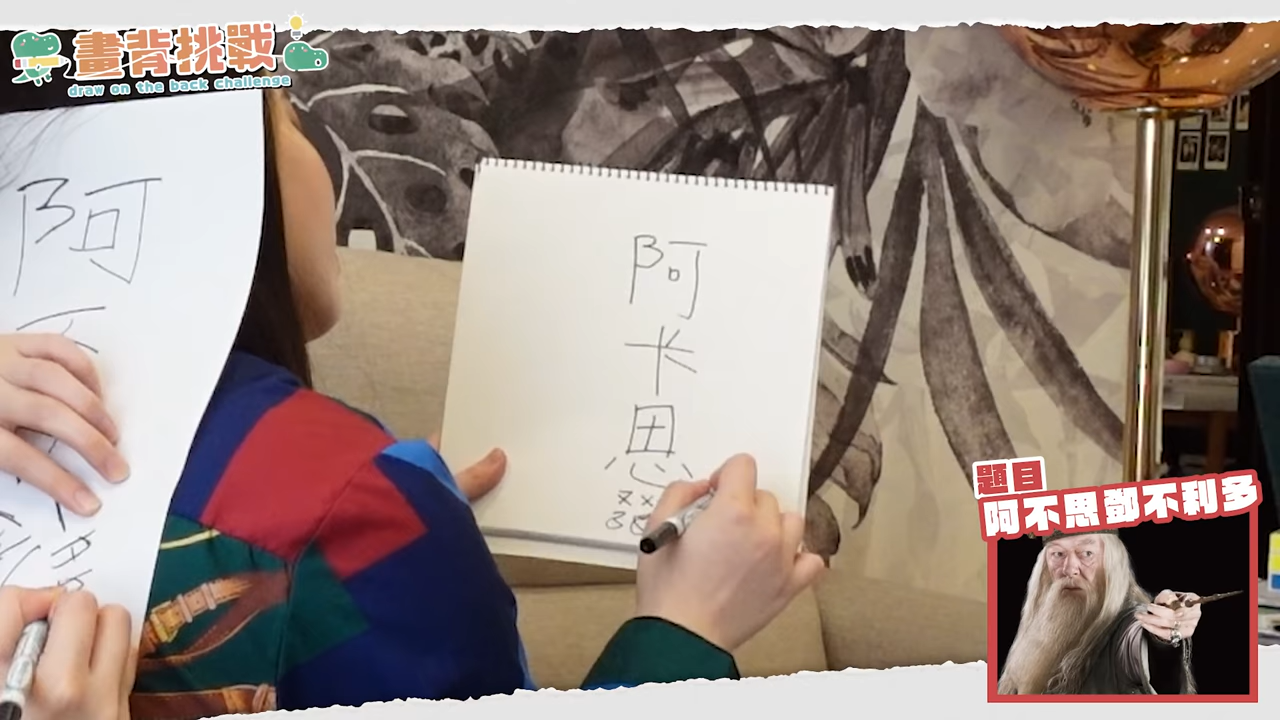 畫背挑戰
draw on the back challenge
阿
不
阿
卡
思
題目
阿不思鄧不利多